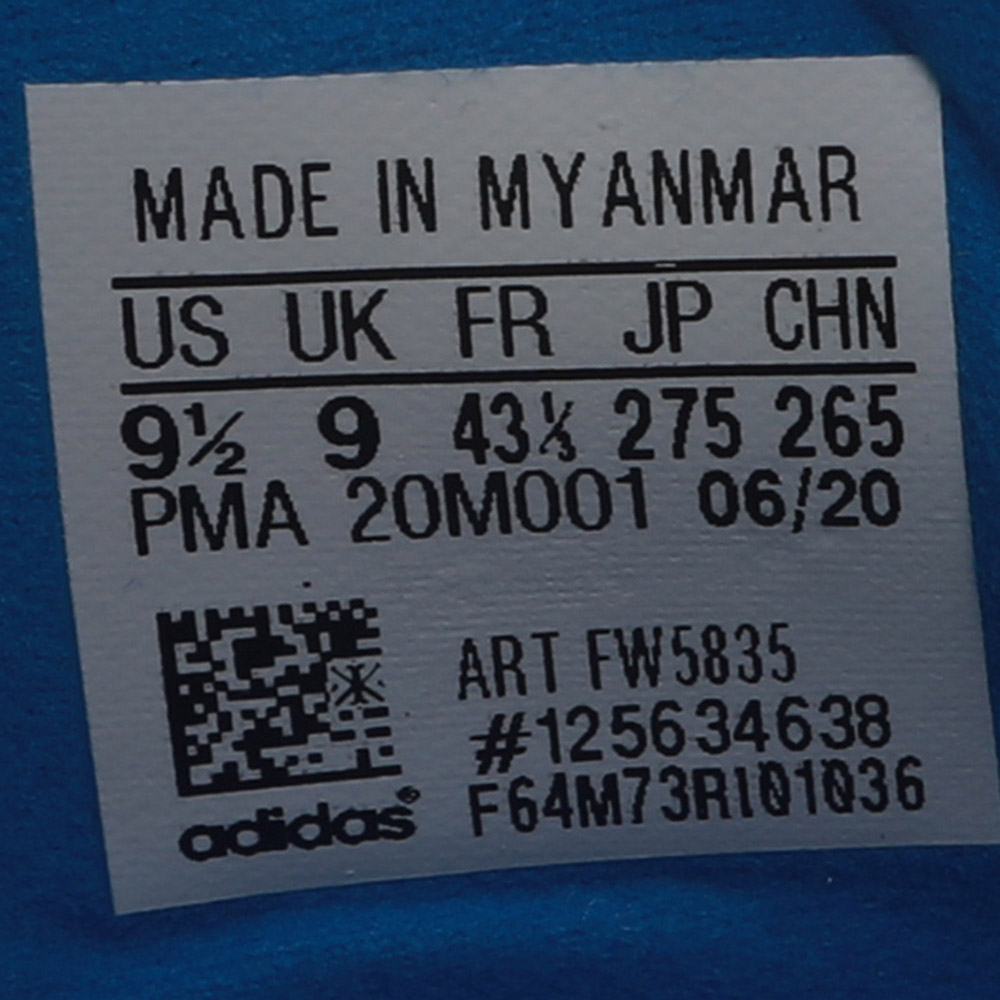 MADE IN MYANMAR
US UK FR JP CHN
9½ 9 43⅓ 275 265
PMA 20M001 06/20
ART FW5835
#125634638
F64M73RI01036
adidas®